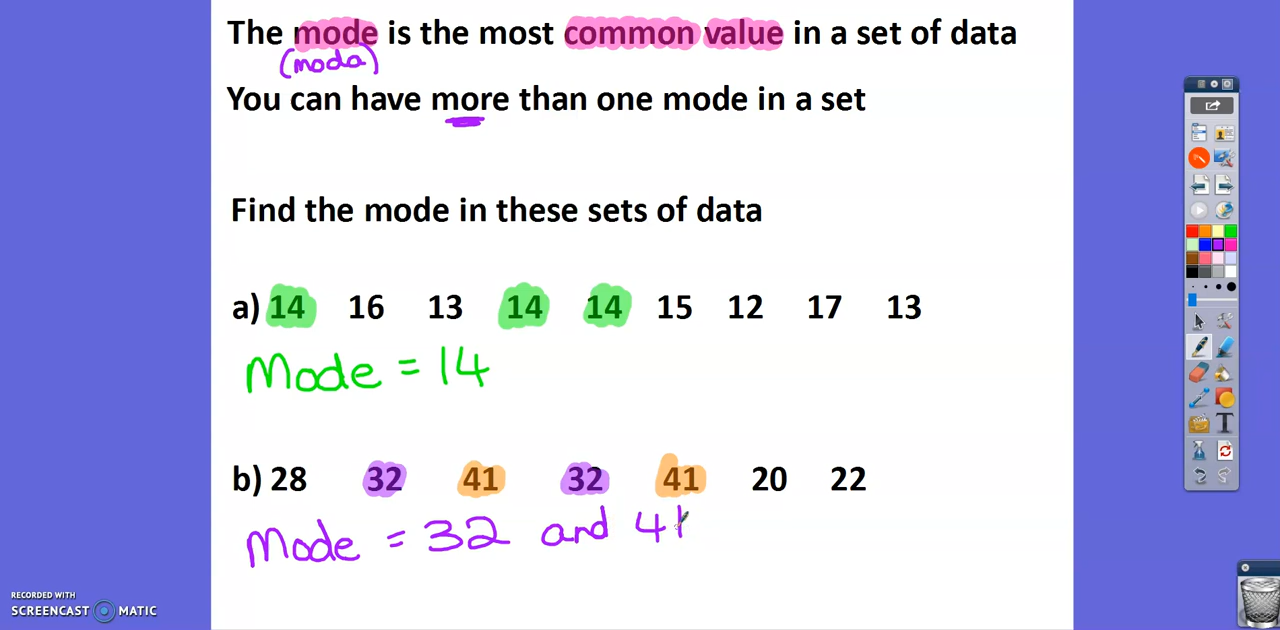 The mode is the most common value in a set of data
(moda)
You can have more than one mode in a set
Find the mode in these sets of data
a) 14 16 13 14 14 15 12 17 13
Mode = 14
b) 28 32 41 32 41 20 22
Mode = 32 and 41
RECORDED WITH
SCREENCAST MATIC
T